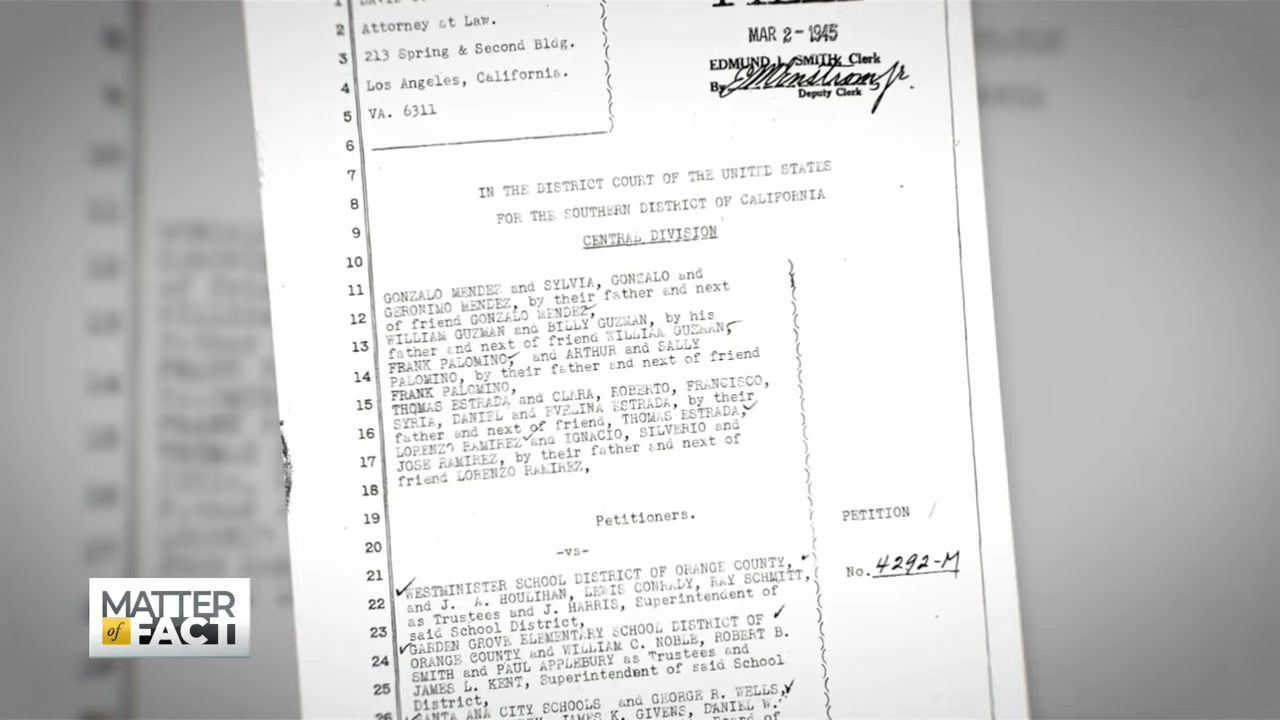 1
2 Attorney at Law.
3 213 Spring & Second Bldg.
4 Los Angeles, California.
5 VA. 6311
6
MAR 2-1945
EDMUND L. SMITH, Clerk
By
Deputy Clerk
7 IN THE DISTRICT COURT OF THE UNITED STATES
8 FOR THE SOUTHERN DISTRICT OF CALIFORNIA
9 CENTRAL DIVISION
10
11 GONZALO MENDEZ and SYLVIA, GONZALO and
GERONIMO MENDEZ, by their father and next
12 of friend GONZALO MENDEZ,
WILLIAM GUZMAN and BILLY GUZMAN, by his
13 father and next of friend WILLIAM GUZMAN,
FRANK PALOMINO, and ARTHUR and SALLY
14 PALOMINO, by their father and next of friend
FRANK PALOMINO,
15 THOMAS ESTRADA and CLARA, ROBERTO, FRANCISCO,
SYRIA, DANIEL and EVELINA ESTRADA, by their
16 father and next of friend, THOMAS ESTRADA,
LORENZO RAMIREZ and IGNACIO, SILVERIO and
17 JOSE RAMIREZ, by their father and next of
friend LORENZO RAMIREZ,
18
19 Petitioners.
PETITION
20 -vs-
No. 4292-M
21 WESTMINISTER SCHOOL DISTRICT OF ORANGE COUNTY,
22 and J. A. HOULIHAN, LEWIS CONRADY, RAY SCHMITT,
as Trustees and J. HARRIS, Superintendent of
23 said School District,
GARDEN GROVE ELEMENTARY SCHOOL DISTRICT OF
24 ORANGE COUNTY and WILLIAM C. NOBLE, ROBERT B.
SMITH and PAUL APPLEBURY as Trustees and
25 JAMES L. KENT, Superintendent of said School
District,
26 SANTA ANA CITY SCHOOLS and GEORGE R. WELLS,
JAMES K. GIVENS, DANIEL W.
MATTER
of FACT